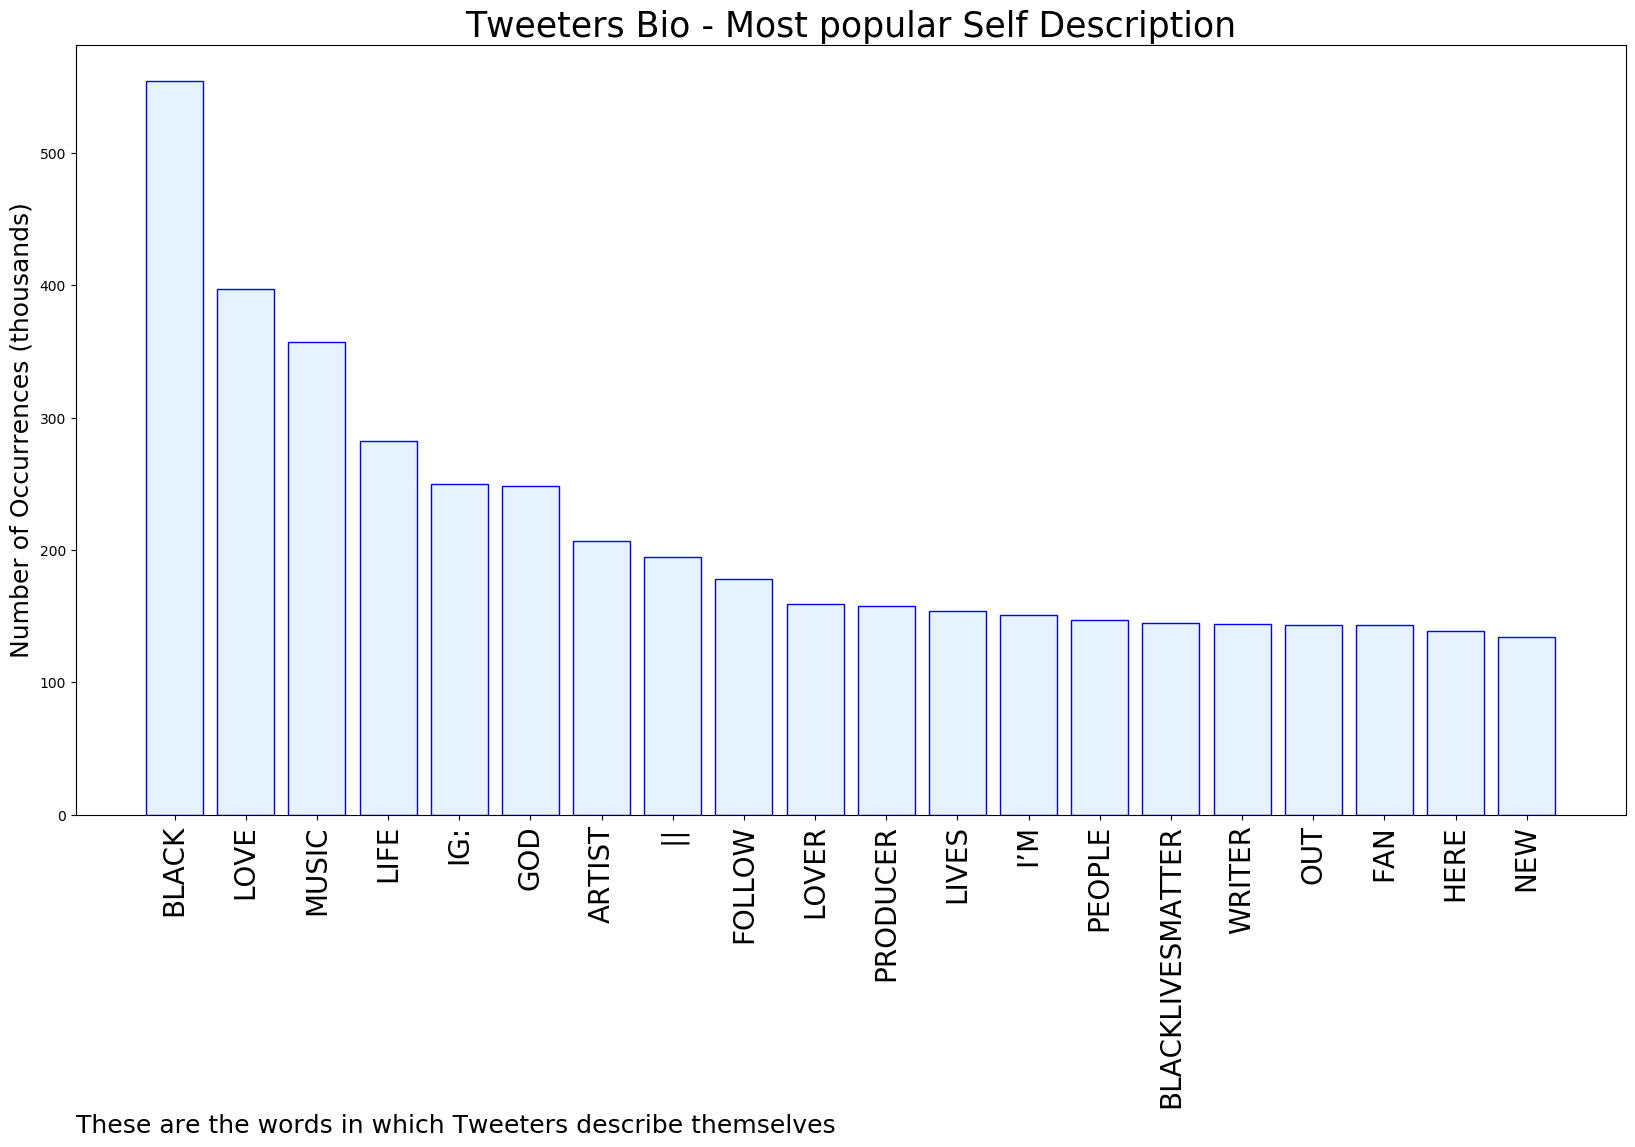 Tweeters Bio - Most popular Self Description
Number of Occurrences (thousands)
500
400
300
200
100
0
BLACK
LOVE
MUSIC
LIFE
IG:
GOD
ARTIST
||
FOLLOW
LOVER
PRODUCER
LIVES
I’M
PEOPLE
BLACKLIVESMATTER
WRITER
OUT
FAN
HERE
NEW
These are the words in which Tweeters describe themselves